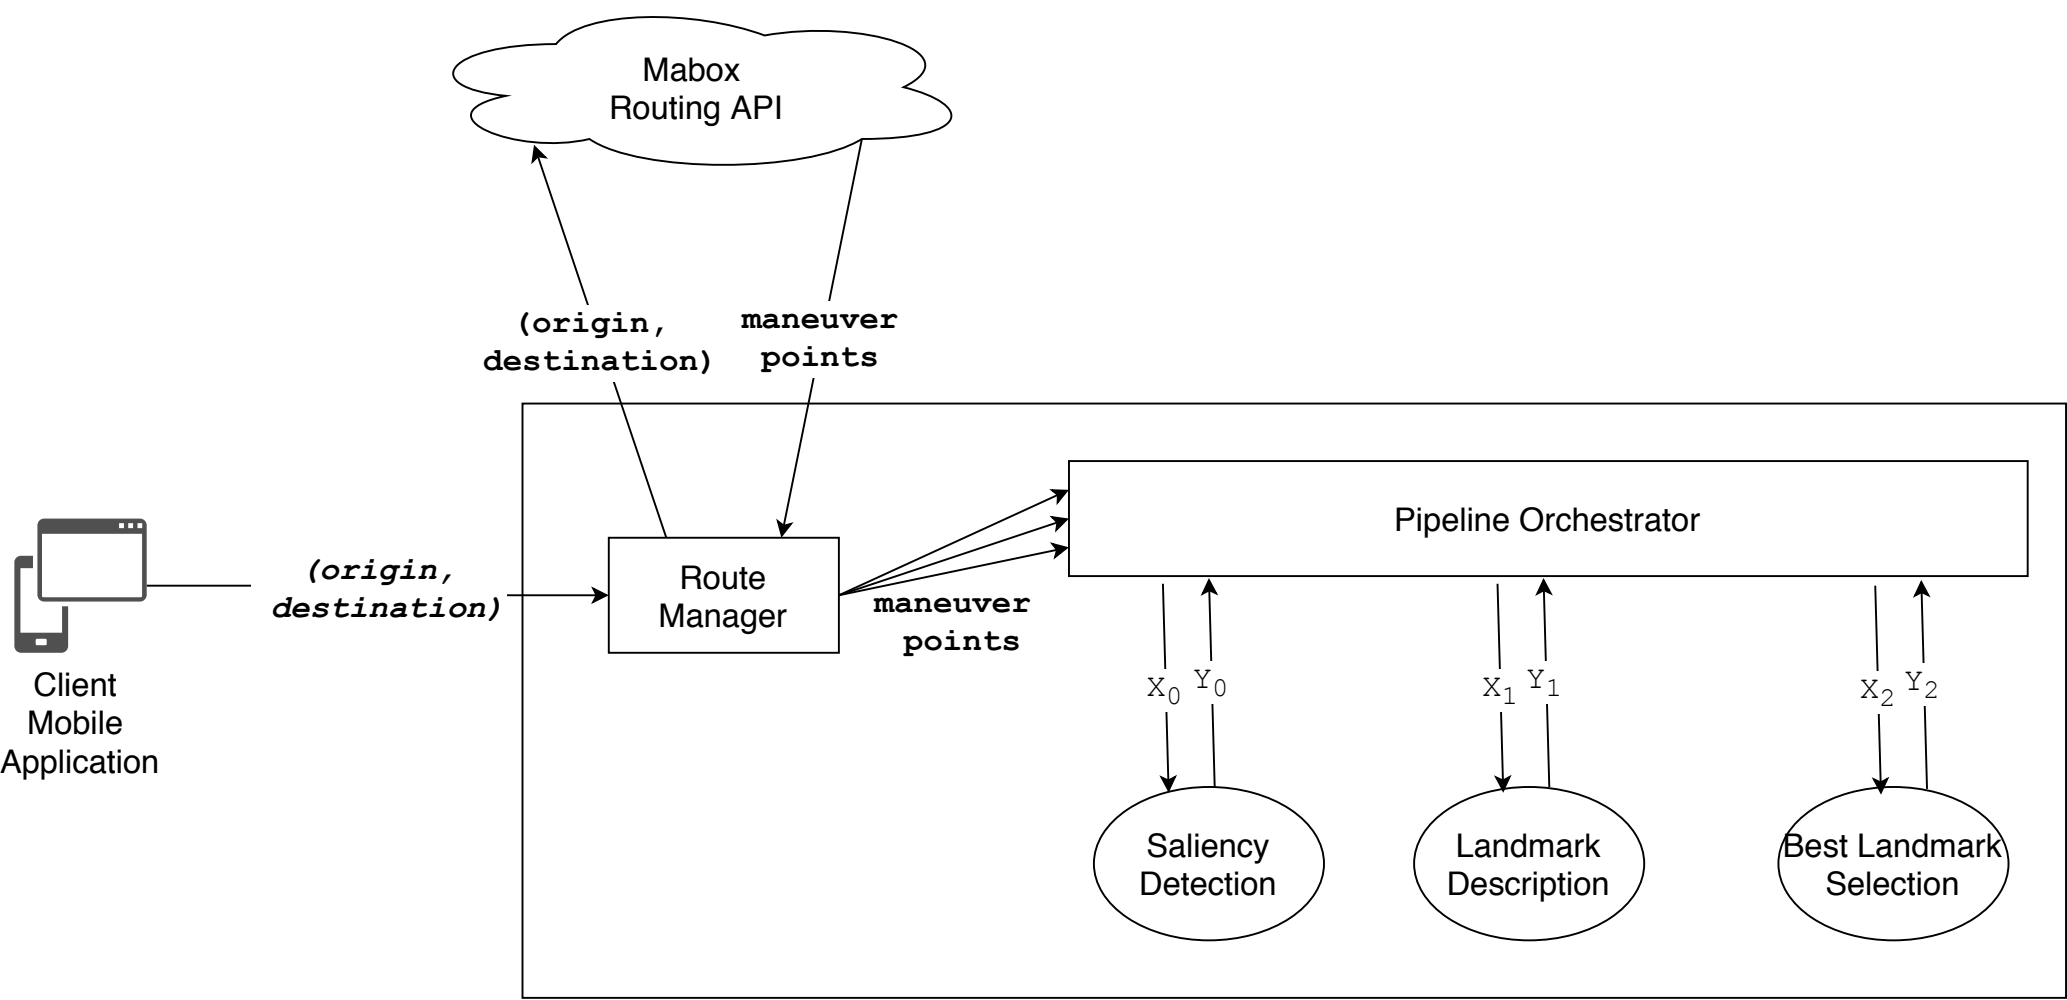 Mabox
Routing API
(origin,
destination)
maneuver
points
Pipeline Orchestrator
(origin,
destination)
Route
Manager
maneuver
points
Client
Mobile
Application
X0 Y0
X1 Y1
X2 Y2
Saliency
Detection
Landmark
Description
Best Landmark
Selection